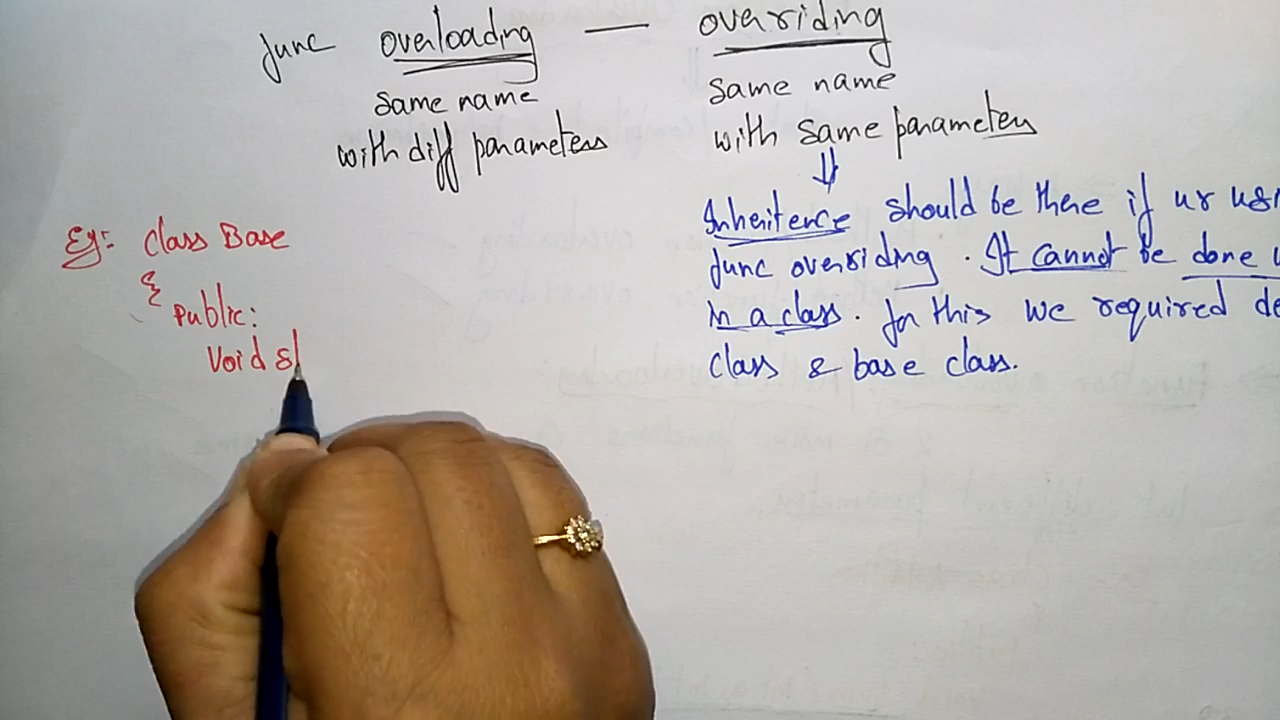 func overloading — overriding
same name
with diff parameters
same name
with same parameters
⇓
Inheritence should be there if ur usi
func overriding. It cannot be done
in a class. for this we required de
class & base class.
Eg: class Base
{
public:
void sh